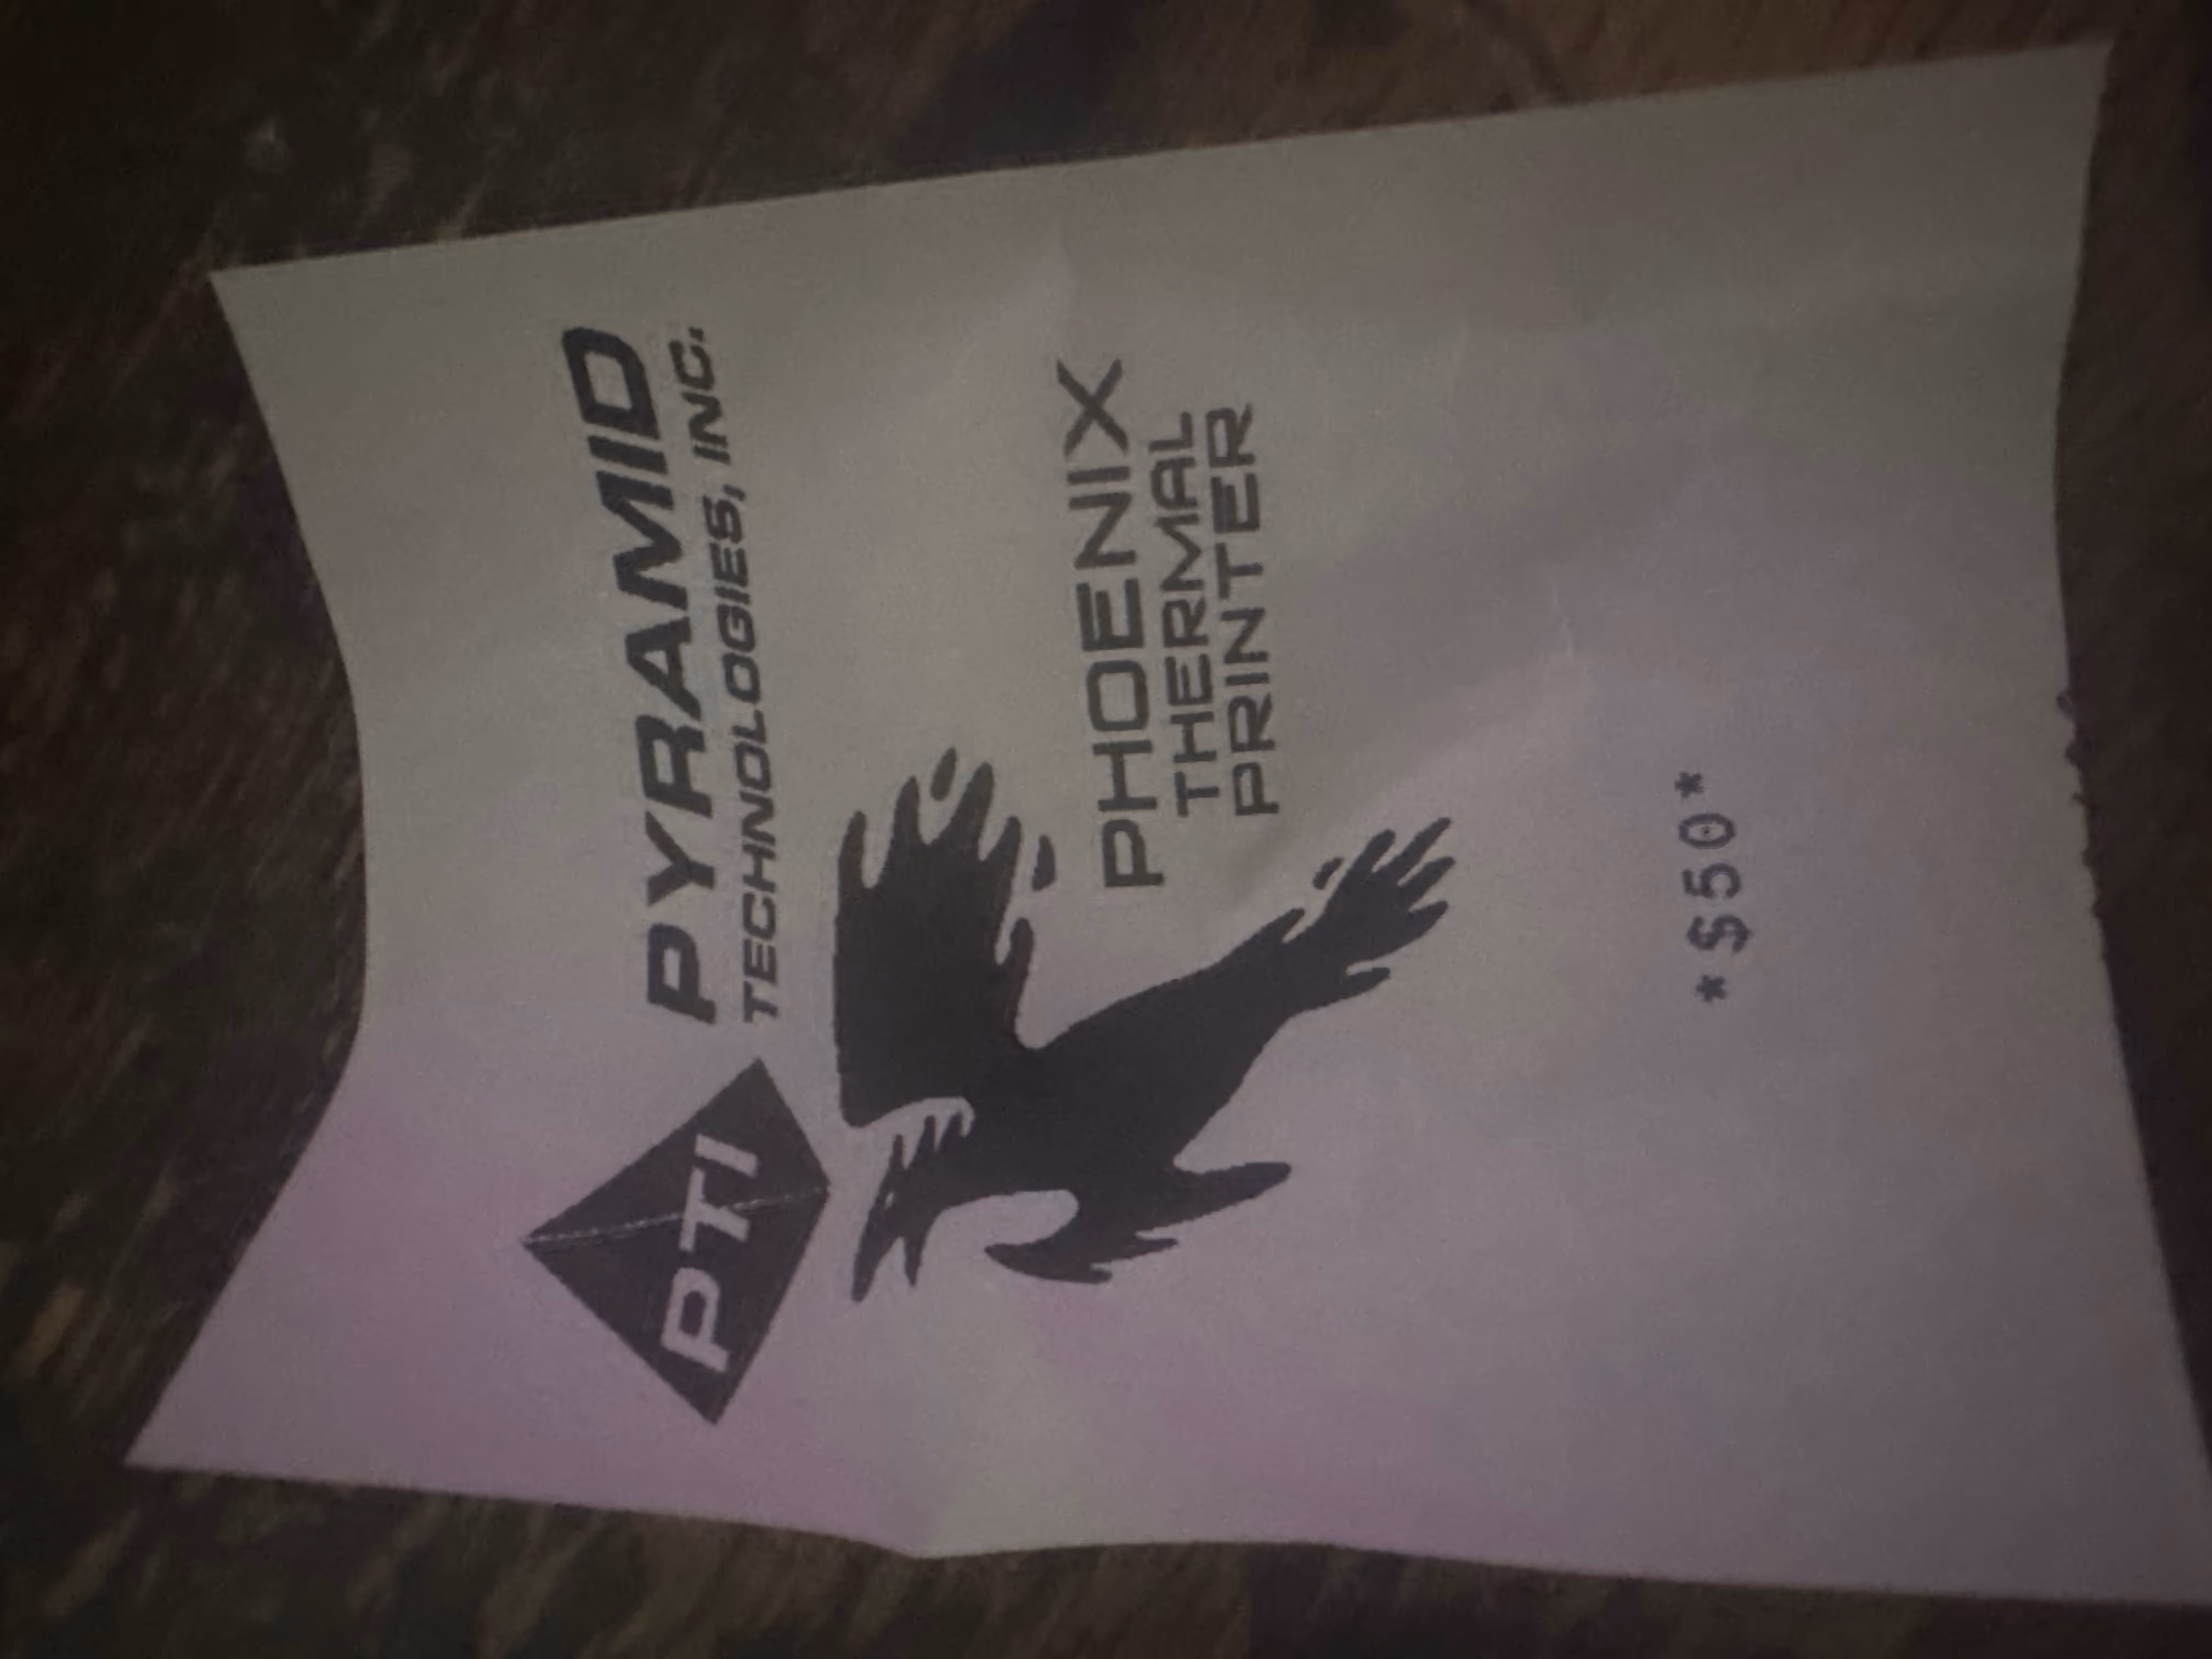 PTI
PYRAMID
TECHNOLOGIES, INC.
PHOENIX
THERMAL
PRINTER
*$50*